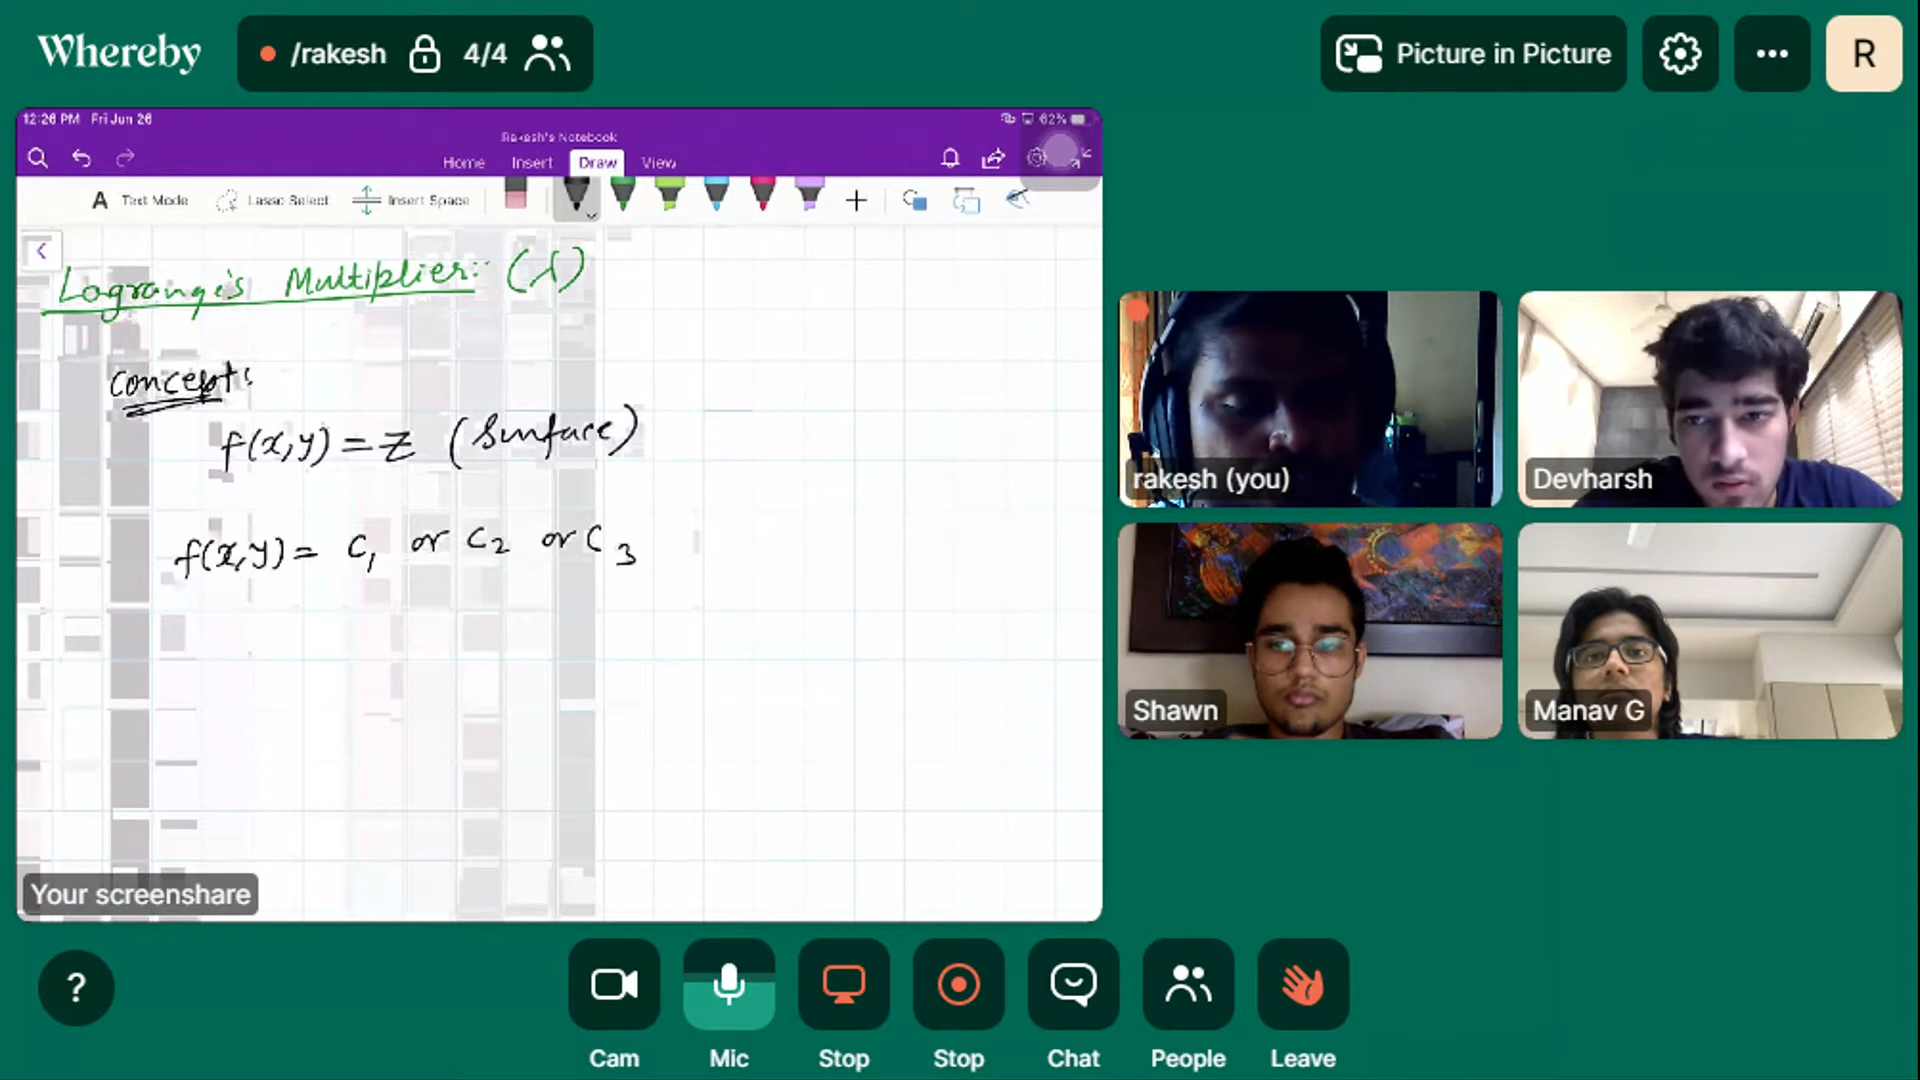 Whereby
/rakesh 4/4
Picture in Picture
R
12:26 PM Fri Jun 26
62%
Rakesh's Notebook
Home Insert Draw View
A Text Mode Lasso Select Insert Space
Lograng's Multiplier:- (λ)
Concept:
f(x,y) = z (Surface)
f(x,y) = C1 or C2 or C3
Your screenshare
rakesh (you)
Devharsh
Shawn
Manav G
?
Cam Mic Stop Stop Chat People Leave